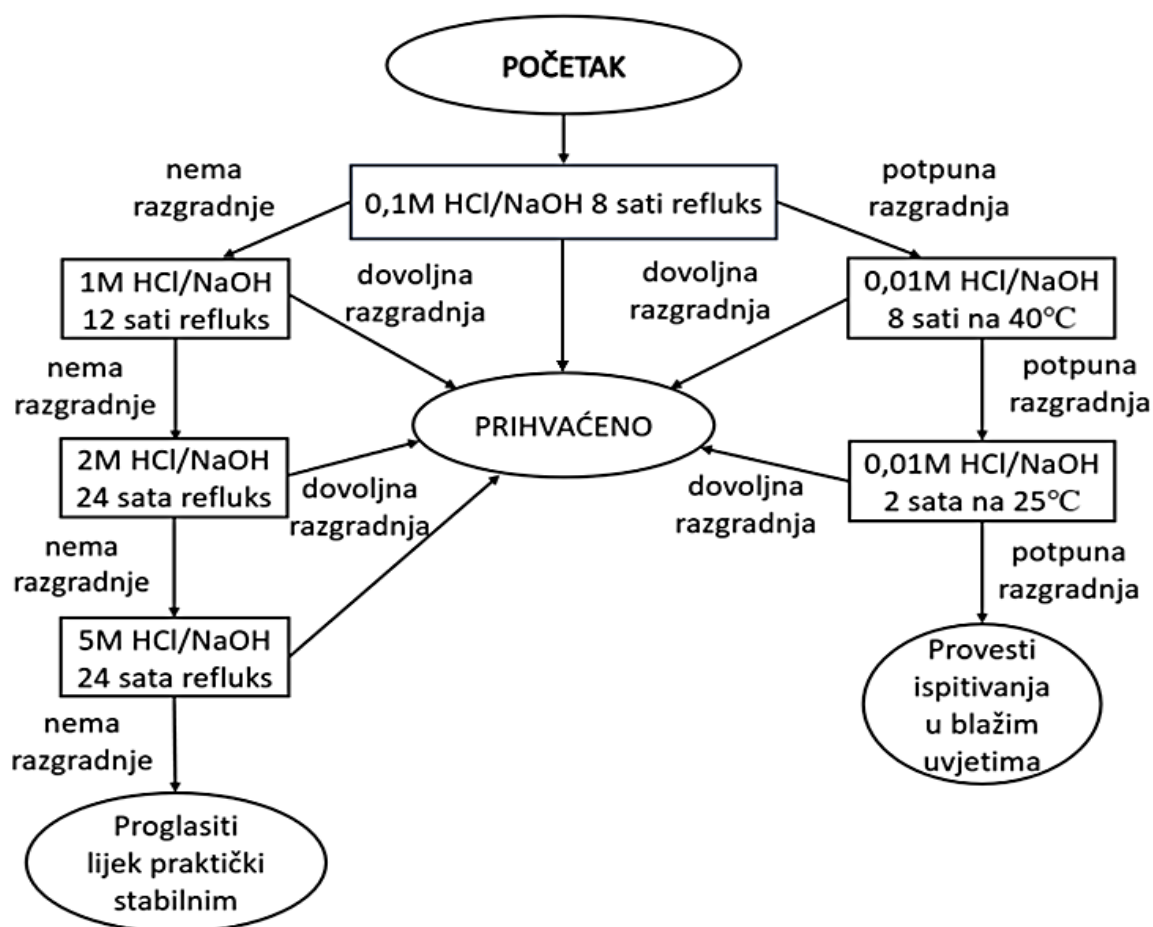 POČETAK
nema
razgradnje
0,1M HCl/NaOH 8 sati refluks
potpuna
razgradnja
1M HCl/NaOH
12 sati refluks
dovoljna
razgradnja
dovoljna
razgradnja
0,01M HCl/NaOH
8 sati na 40℃
nema
razgradnje
PRIHVAĆENO
potpuna
razgradnja
2M HCl/NaOH
24 sata refluks
dovoljna
razgradnja
dovoljna
razgradnja
0,01M HCl/NaOH
2 sata na 25℃
nema
razgradnje
potpuna
razgradnja
5M HCl/NaOH
24 sata refluks
Provesti
ispitivanja
u blažim
uvjetima
nema
razgradnje
Proglasiti
lijek praktički
stabilnim